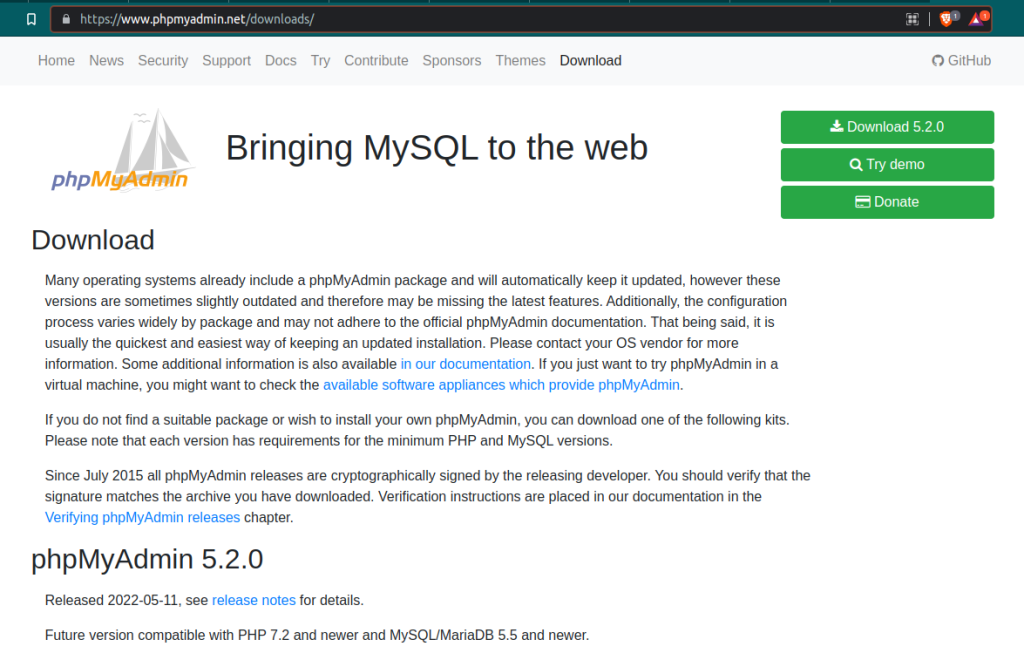 https://www.phpmyadmin.net/downloads/
1
1
Home News Security Support Docs Try Contribute Sponsors Themes Download GitHub
phpMyAdmin
Bringing MySQL to the web
Download 5.2.0
Try demo
Donate
Download
Many operating systems already include a phpMyAdmin package and will automatically keep it updated, however these
versions are sometimes slightly outdated and therefore may be missing the latest features. Additionally, the configuration
process varies widely by package and may not adhere to the official phpMyAdmin documentation. That being said, it is
usually the quickest and easiest way of keeping an updated installation. Please contact your OS vendor for more
information. Some additional information is also available in our documentation. If you just want to try phpMyAdmin in a
virtual machine, you might want to check the available software appliances which provide phpMyAdmin.
If you do not find a suitable package or wish to install your own phpMyAdmin, you can download one of the following kits.
Please note that each version has requirements for the minimum PHP and MySQL versions.
Since July 2015 all phpMyAdmin releases are cryptographically signed by the releasing developer. You should verify that the
signature matches the archive you have downloaded. Verification instructions are placed in our documentation in the
Verifying phpMyAdmin releases chapter.
phpMyAdmin 5.2.0
Released 2022-05-11, see release notes for details.
Future version compatible with PHP 7.2 and newer and MySQL/MariaDB 5.5 and newer.